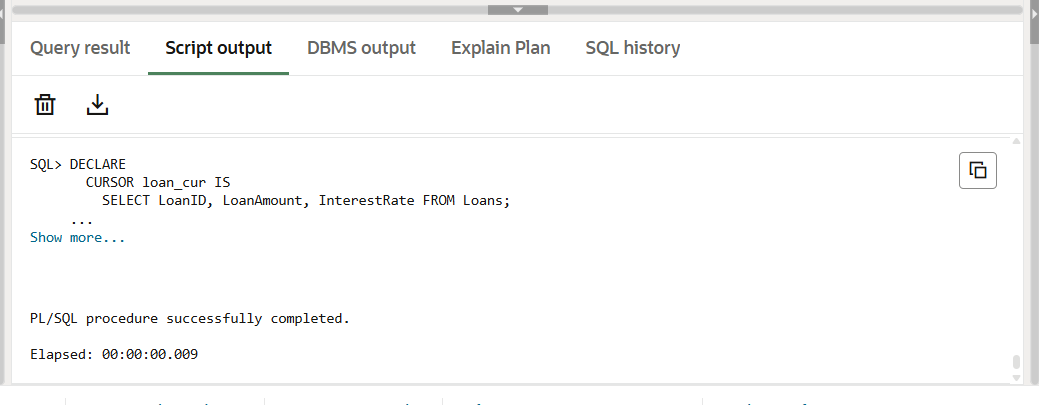 Query result Script output DBMS output Explain Plan SQL history
SQL> DECLARE
CURSOR loan_cur IS
SELECT LoanID, LoanAmount, InterestRate FROM Loans;
...
Show more...
PL/SQL procedure successfully completed.
Elapsed: 00:00:00.009